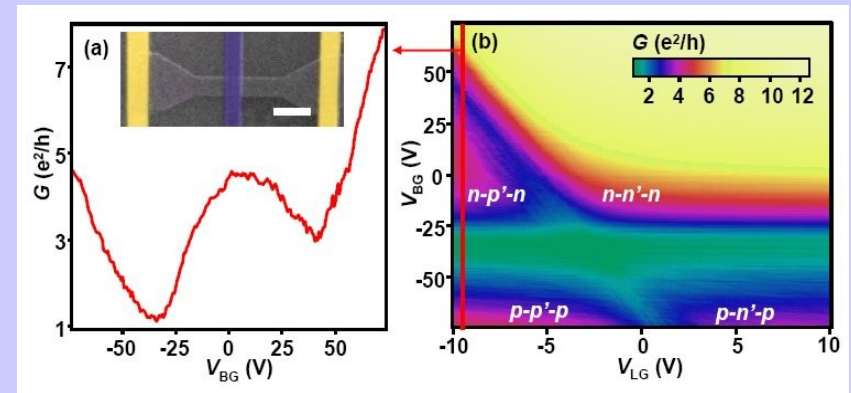 (a)
7
5
3
1
G (e²/h)
-50 -25 0 25 50
V_BG (V)
(b)
G (e²/h)
2 4 6 8 10 12
50
25
0
-25
-50
V_BG (V)
n-p’-n
n-n’-n
p-p’-p
p-n’-p
-10 -5 0 5 10
V_LG (V)